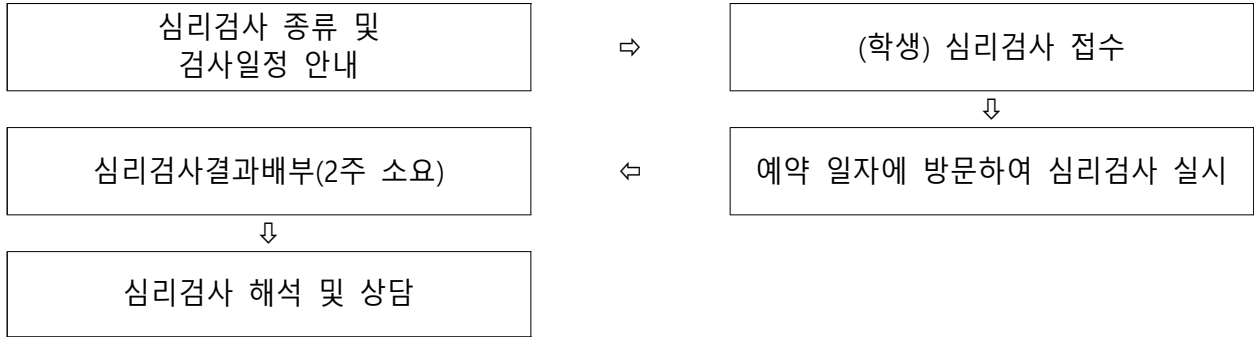 심리검사 종류 및
검사일정 안내
⇨
(학생) 심리검사 접수
⇩
예약 일자에 방문하여 심리검사 실시
⇦
심리검사결과배부(2주 소요)
⇩
심리검사 해석 및 상담